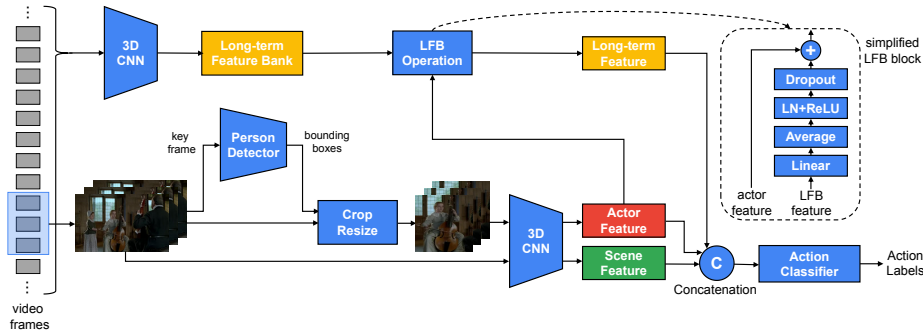 3D
CNN
Long-term
Feature Bank
LFB
Operation
Long-term
Feature
simplified
LFB block
+
Dropout
LN+ReLU
Average
Linear
actor
feature
LFB
feature
key
frame
Person
Detector
bounding
boxes
Crop
Resize
3D
CNN
Actor
Feature
Scene
Feature
C
Concatenation
Action
Classifier
Action
Labels
video
frames